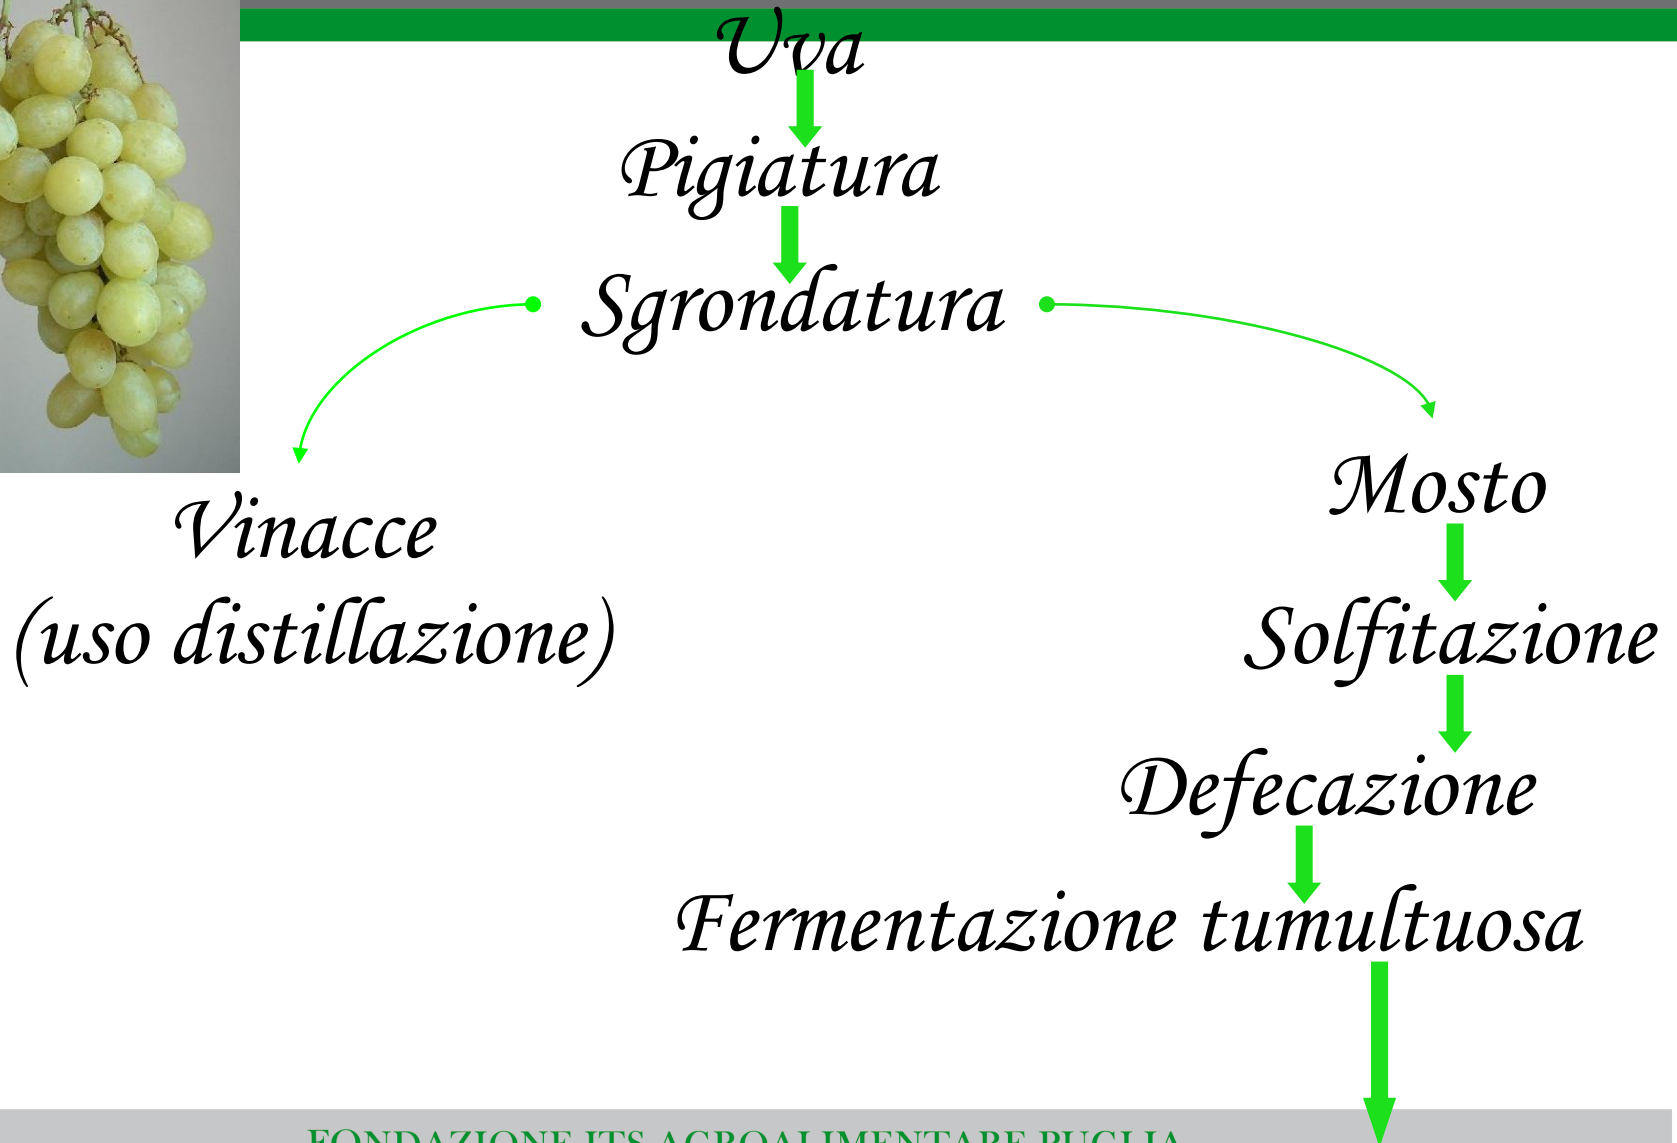 Uva
Pigiatura
Sgrondatura
Mosto
Vinacce
(uso distillazione)
Solfitazione
Defecazione
Fermentazione tumultuosa
FONDAZIONE ITS AGROALIMENTARE PUGLIA